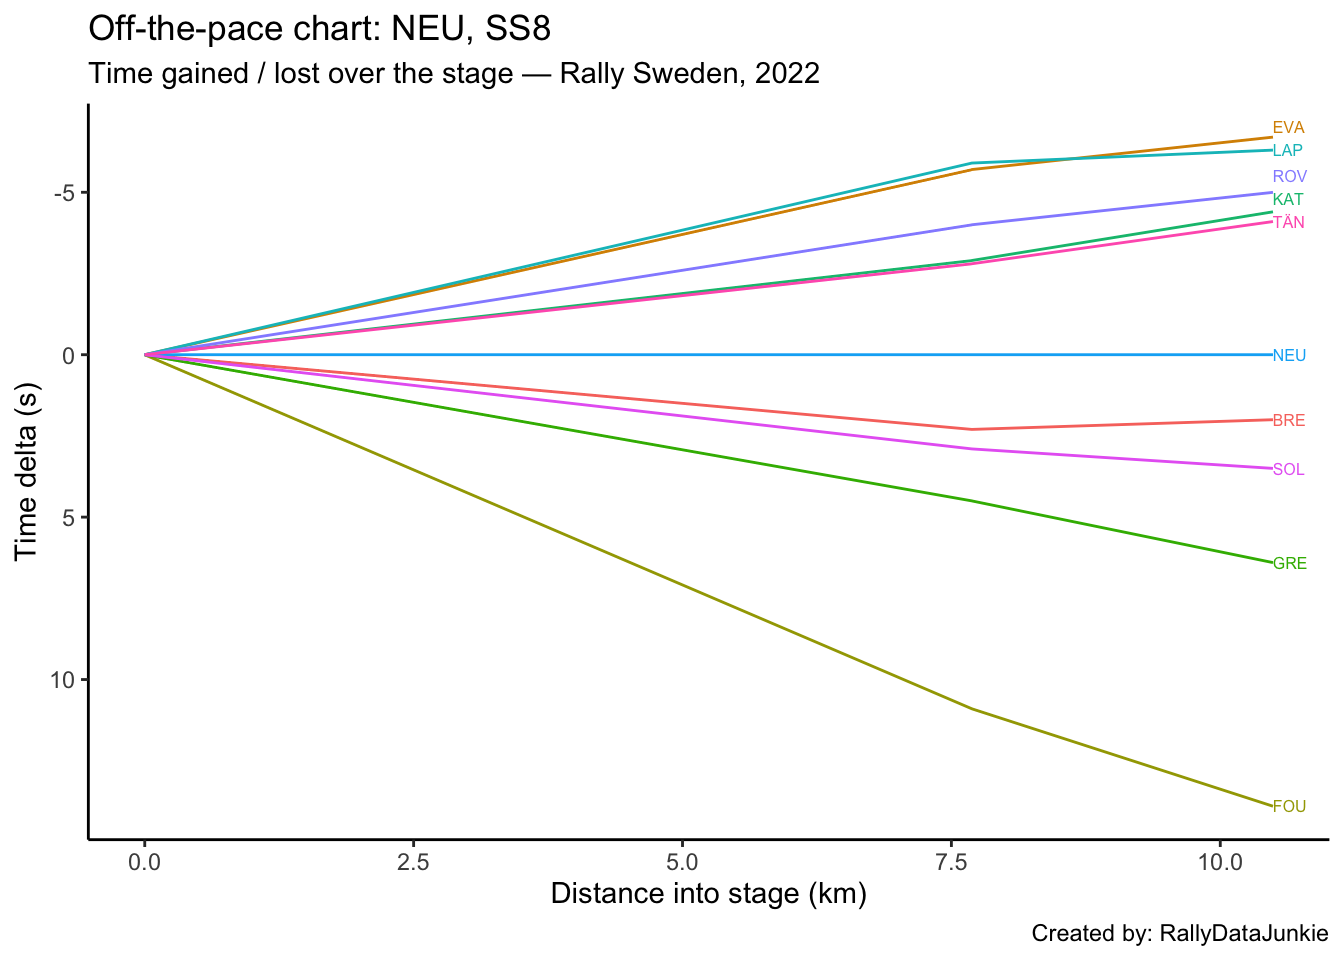 Off-the-pace chart: NEU, SS8
Time gained / lost over the stage — Rally Sweden, 2022
EVA
LAP
ROV
KAT
TÄN
NEU
BRE
SOL
GRE
FOU
-5
0
5
10
Time delta (s)
0.0 2.5 5.0 7.5 10.0
Distance into stage (km)
Created by: RallyDataJunkie